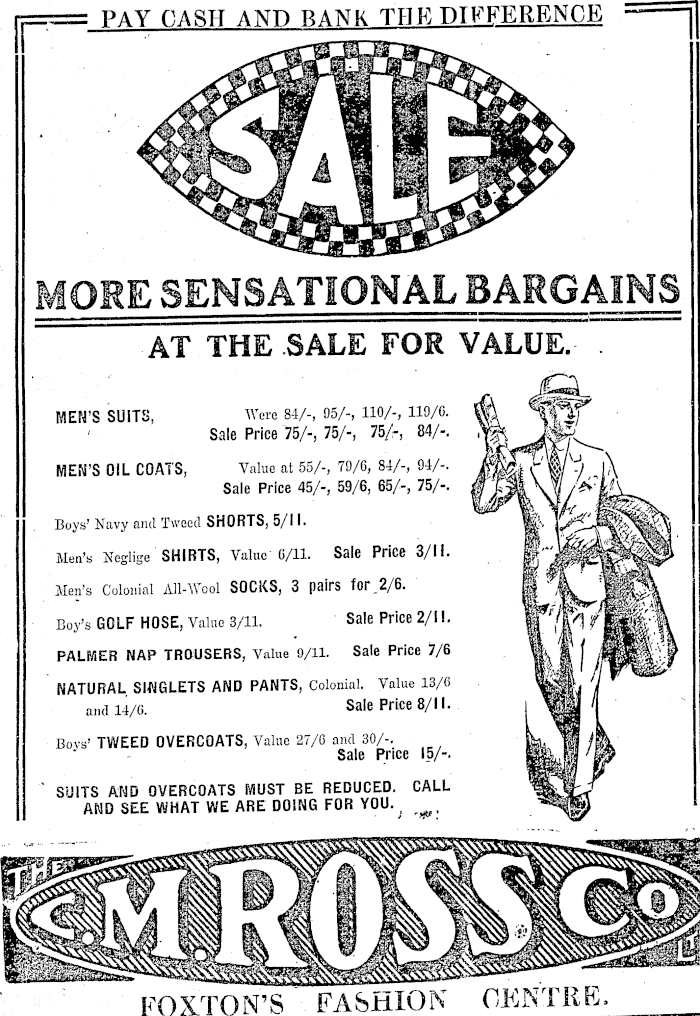 PAY CASH AND BANK THE DIFFERENCE
SALE
MORE SENSATIONAL BARGAINS
AT THE SALE FOR VALUE.
MEN'S SUITS, Were 84/-, 95/-, 110/-, 119/6.
Sale Price 75/-, 75/-, 75/-, 84/-.
MEN'S OIL COATS, Value at 55/-, 79/6, 84/-, 94/-.
Sale Price 45/-, 59/6, 65/-, 75/-.
Boys' Navy and Tweed SHORTS, 5/11.
Men's Neglige SHIRTS, Value 6/11. Sale Price 3/11.
Men's Colonial All-Wool SOCKS, 3 pairs for 2/6.
Boy's GOLF HOSE, Value 3/11. Sale Price 2/11.
PALMER NAP TROUSERS, Value 9/11. Sale Price 7/6
NATURAL SINGLETS AND PANTS, Colonial. Value 13/6
and 14/6. Sale Price 8/11.
Boys' TWEED OVERCOATS, Value 27/6 and 30/-.
Sale Price 15/-.
SUITS AND OVERCOATS MUST BE REDUCED. CALL
AND SEE WHAT WE ARE DOING FOR YOU.
THE
C.M. ROSS Co
FOXTON'S FASHION CENTRE.